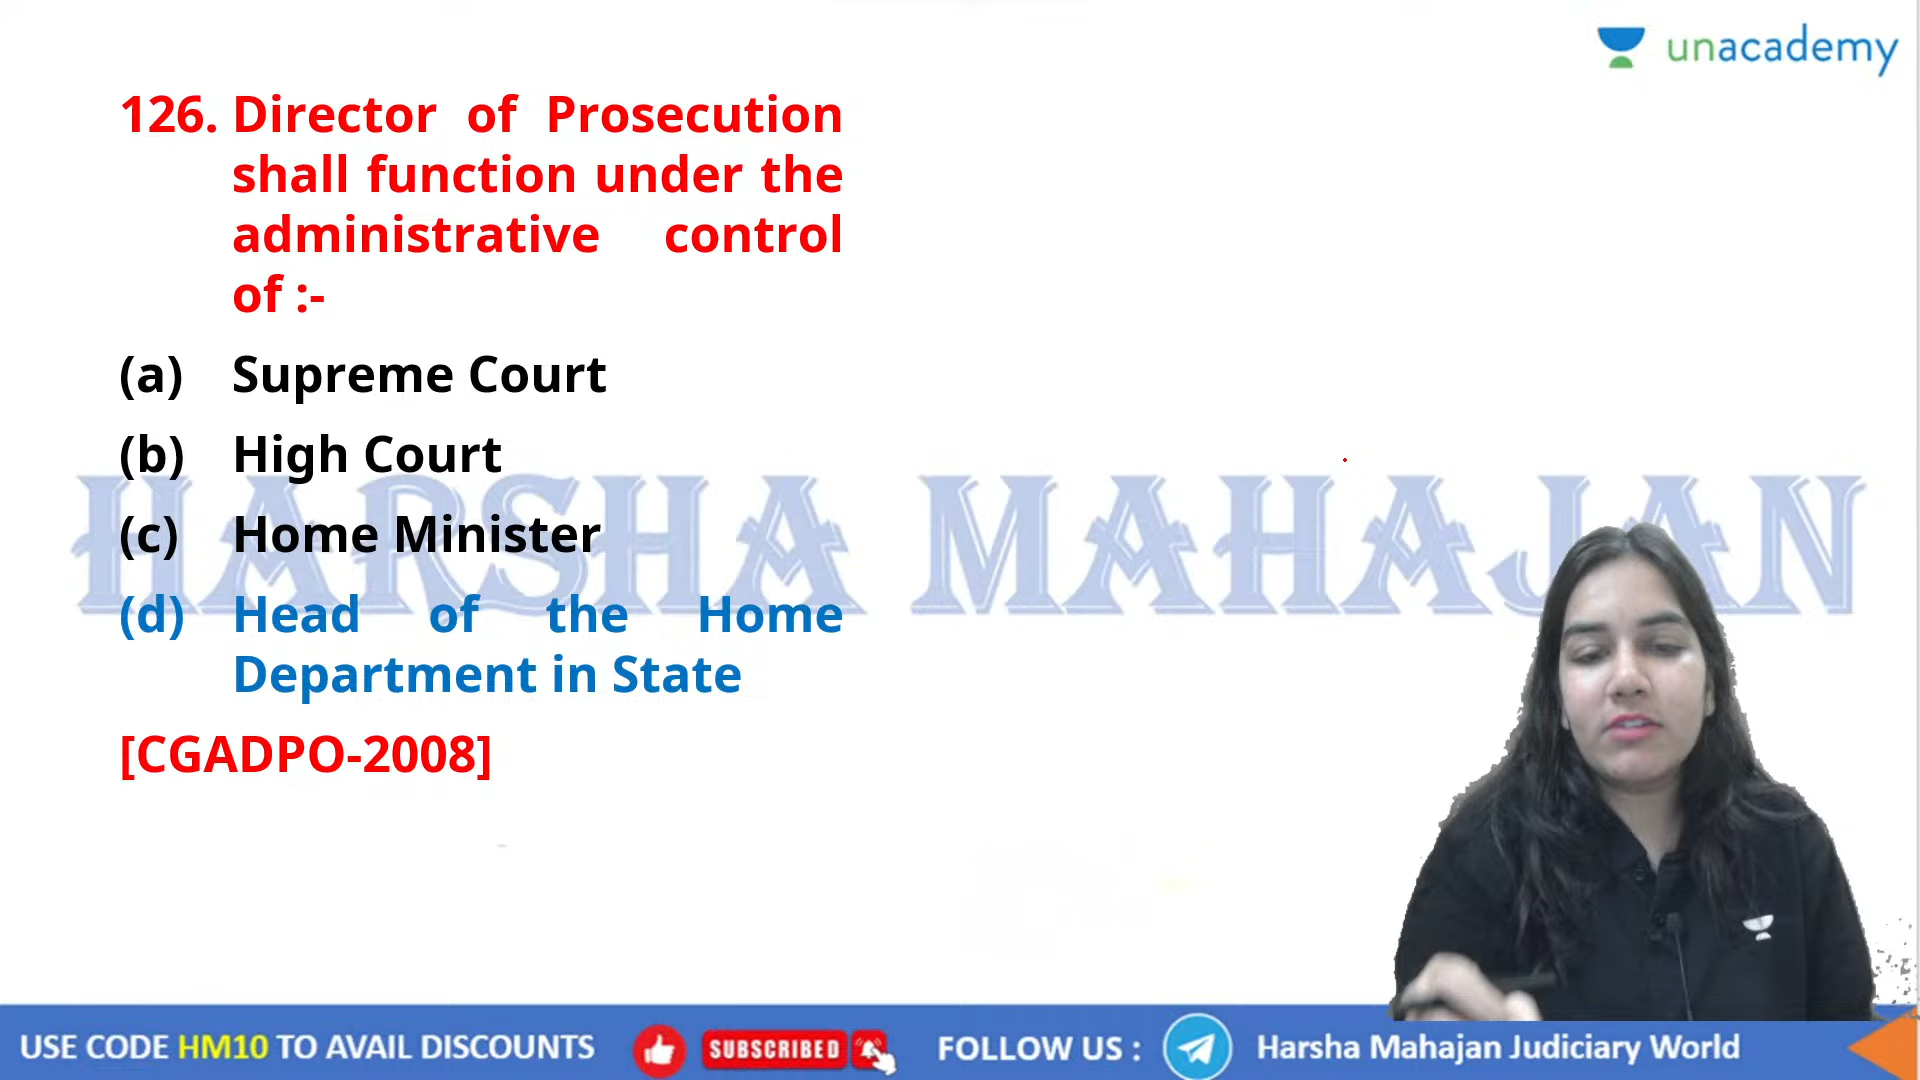 unacademy
126. Director of Prosecution
shall function under the
administrative control
of :-
(a) Supreme Court
(b) High Court
(c) Home Minister
(d) Head of the Home
Department in State
[CGADPO-2008]
HARSHA MAHAJAN
USE CODE HM10 TO AVAIL DISCOUNTS
SUBSCRIBED
FOLLOW US :
Harsha Mahajan Judiciary World